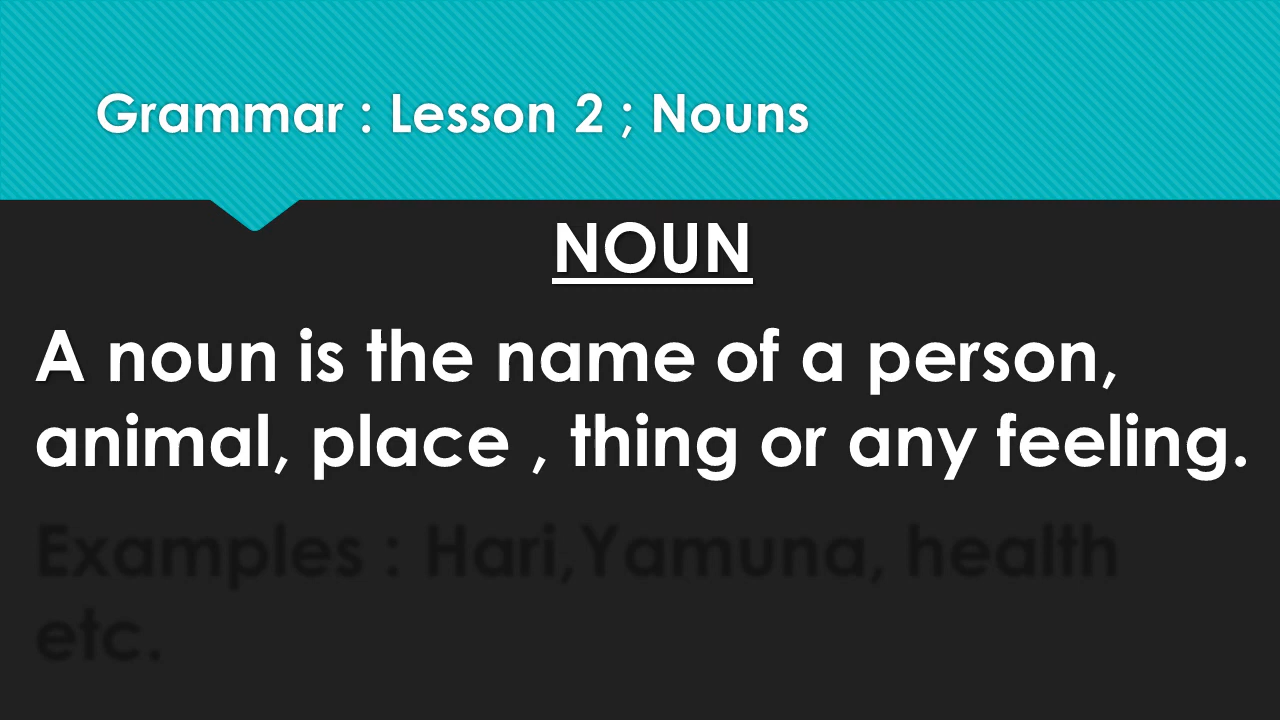 Grammar : Lesson 2 ; Nouns
NOUN
A noun is the name of a person,
animal, place , thing or any feeling.
Examples : Hari,Yamuna, health
etc.